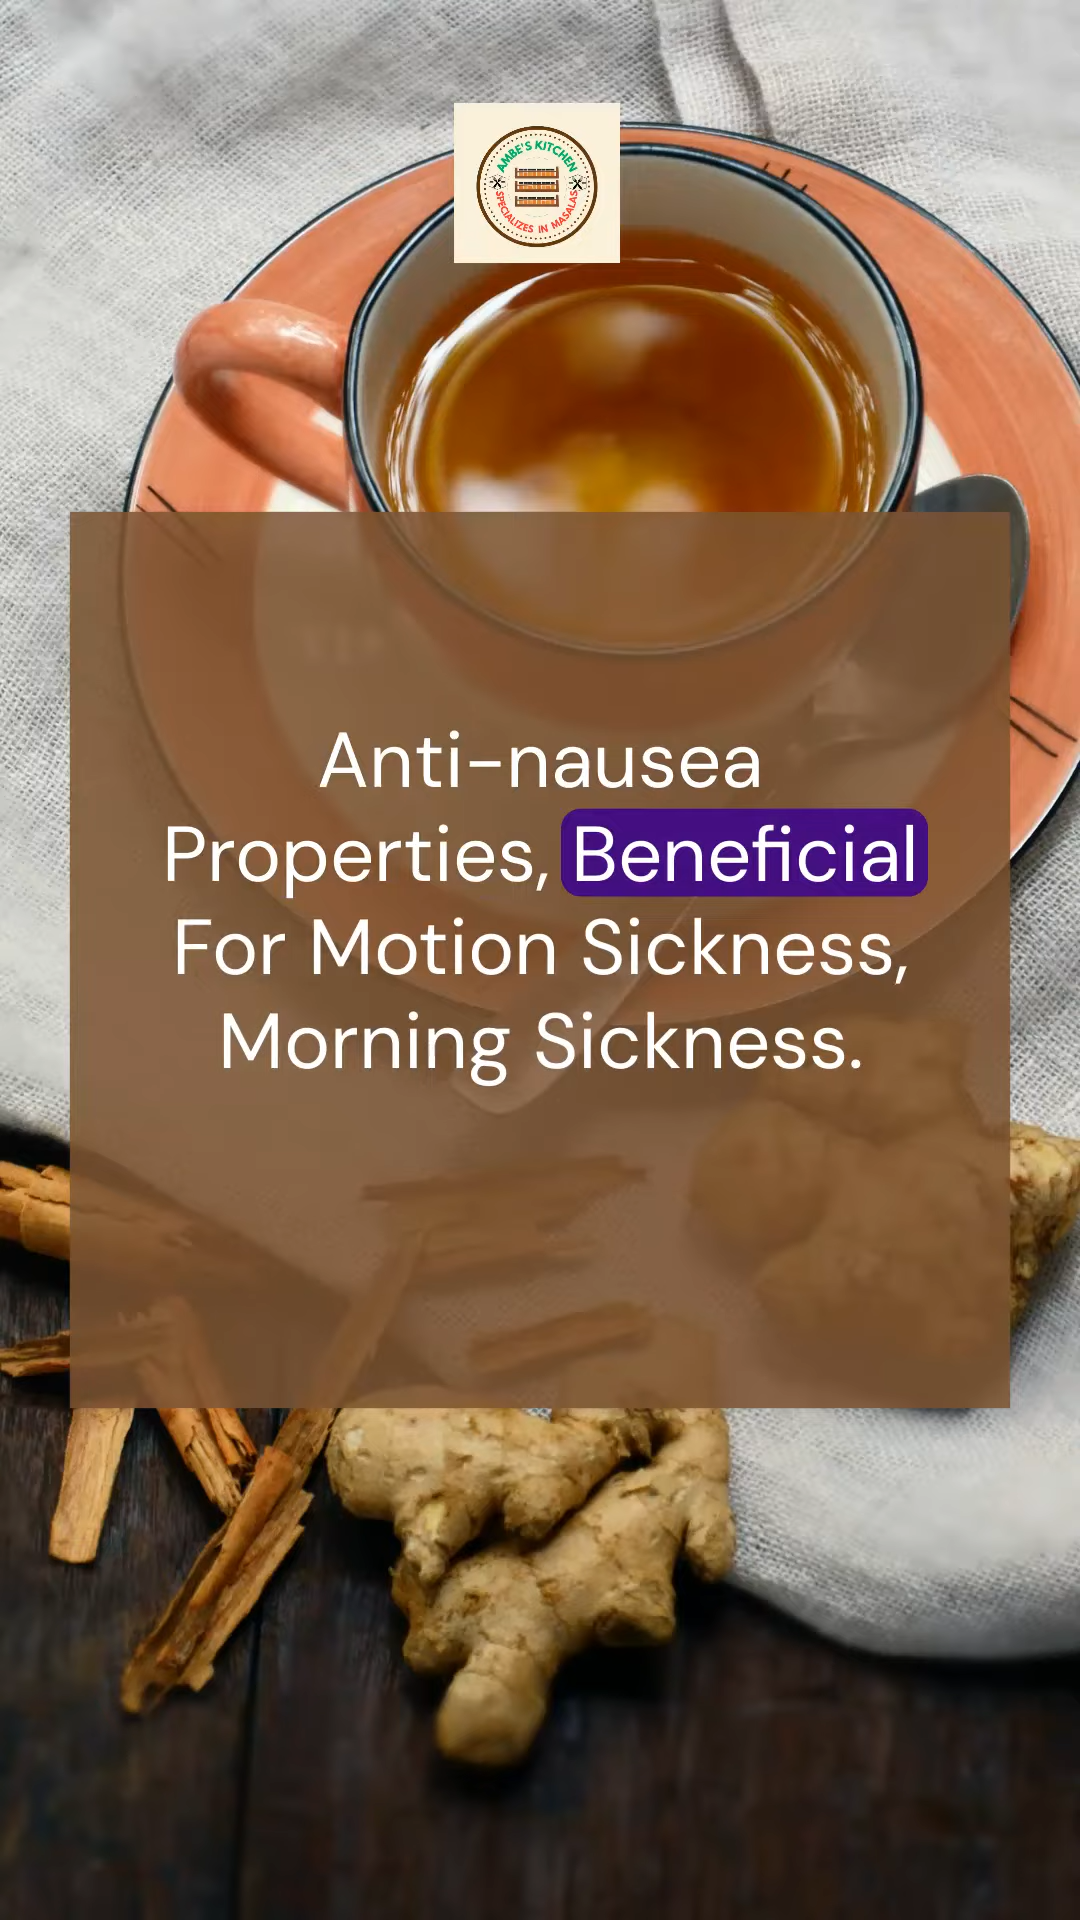 AMBE'S KITCHEN
SPECIALIZES IN MASALAS
Anti-nausea
Properties, Beneficial
For Motion Sickness,
Morning Sickness.